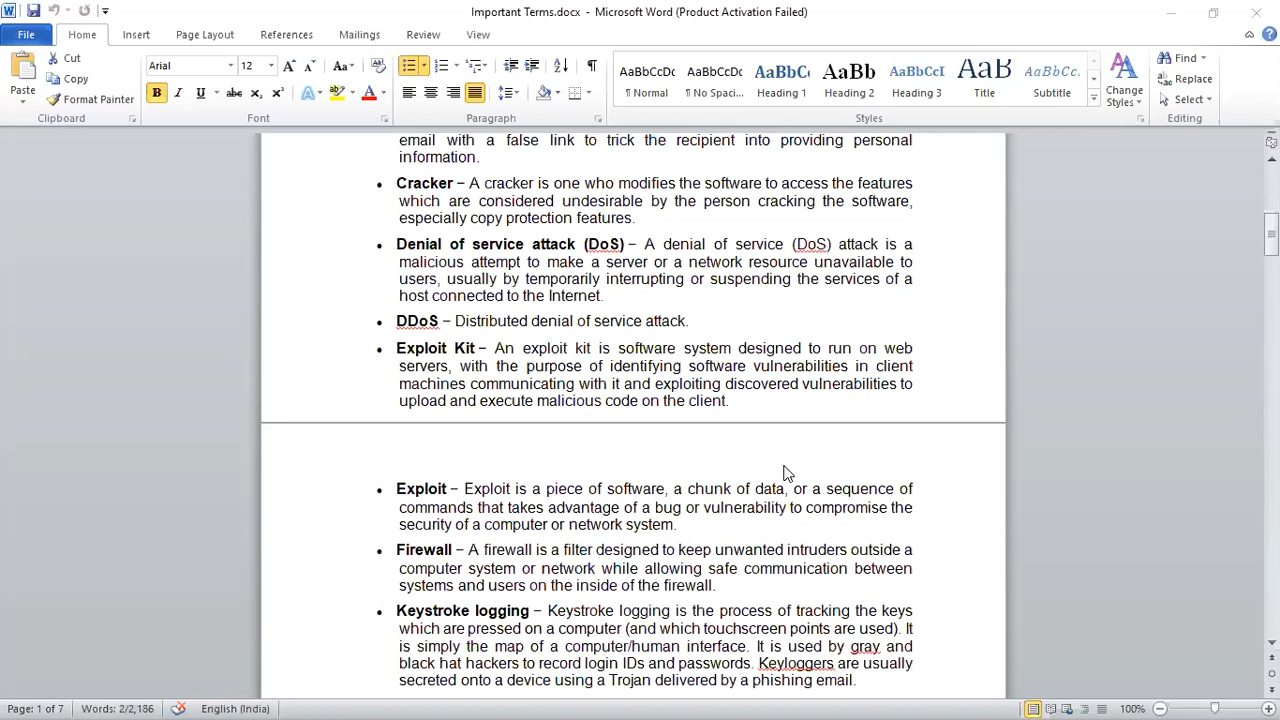 Important Terms.docx - Microsoft Word (Product Activation Failed)
File Home Insert Page Layout References Mailings Review View
Cut
Copy
Format Painter
Paste
Arial 12
Clipboard Font Paragraph
AaBbCcDc AaBbCcDc AaBbCc AaBbCc AaBbCcI AaB AaBbCc.
¶ Normal ¶ No Spaci... Heading 1 Heading 2 Heading 3 Title Subtitle
Styles
Change Styles
Find
Replace
Select
Editing
email with a false link to trick the recipient into providing personal
information.
• Cracker – A cracker is one who modifies the software to access the features
which are considered undesirable by the person cracking the software,
especially copy protection features.
• Denial of service attack (DoS) – A denial of service (DoS) attack is a
malicious attempt to make a server or a network resource unavailable to
users, usually by temporarily interrupting or suspending the services of a
host connected to the Internet.
• DDoS – Distributed denial of service attack.
• Exploit Kit – An exploit kit is software system designed to run on web
servers, with the purpose of identifying software vulnerabilities in client
machines communicating with it and exploiting discovered vulnerabilities to
upload and execute malicious code on the client.
• Exploit – Exploit is a piece of software, a chunk of data, or a sequence of
commands that takes advantage of a bug or vulnerability to compromise the
security of a computer or network system.
• Firewall – A firewall is a filter designed to keep unwanted intruders outside a
computer system or network while allowing safe communication between
systems and users on the inside of the firewall.
• Keystroke logging – Keystroke logging is the process of tracking the keys
which are pressed on a computer (and which touchscreen points are used). It
is simply the map of a computer/human interface. It is used by gray and
black hat hackers to record login IDs and passwords. Keyloggers are usually
secreted onto a device using a Trojan delivered by a phishing email.
Page: 1 of 7 Words: 2/2,186 English (India) 100%